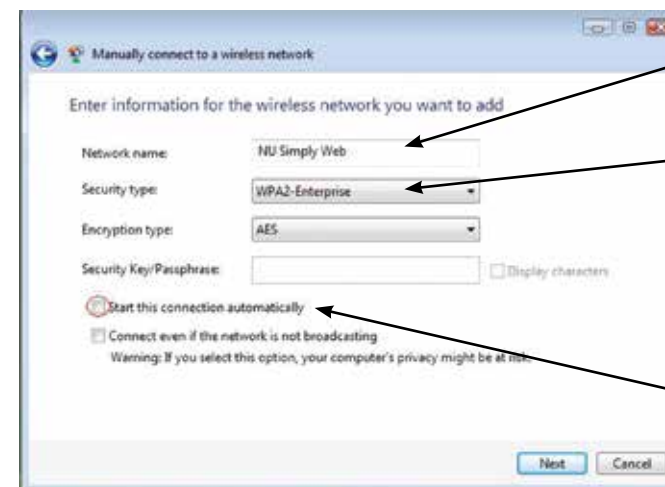 Manually connect to a wireless network
Enter information for the wireless network you want to add
Network name: NU Simply Web
Security type: WPA2-Enterprise
Encryption type: AES
Security Key/Passphrase: Display characters
Start this connection automatically
Connect even if the network is not broadcasting
Warning: If you select this option, your computer's privacy might be at risk.
Next Cancel